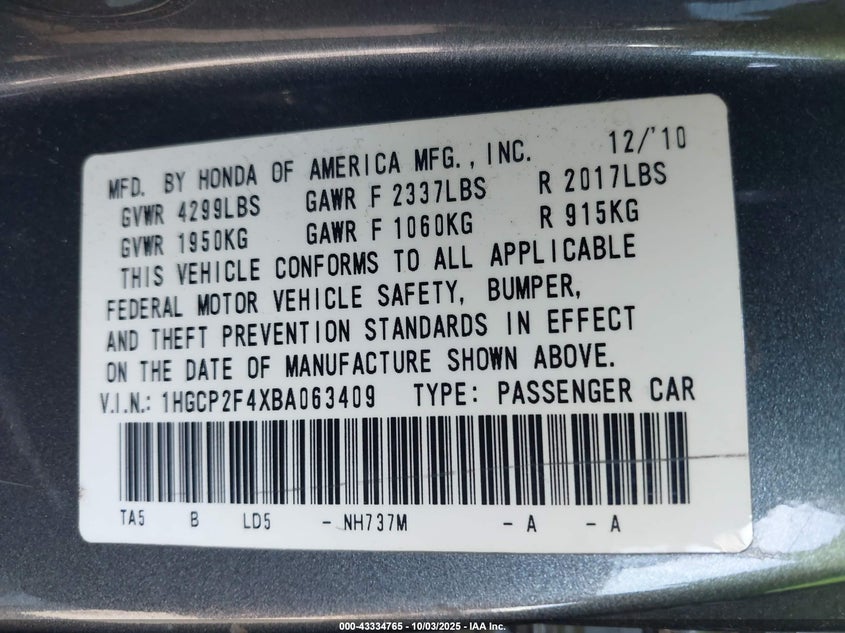 MFD. BY HONDA OF AMERICA MFG., INC. 12/'10
GVWR 4299LBS GAWR F 2337LBS R 2017LBS
GVWR 1950KG GAWR F 1060KG R 915KG
THIS VEHICLE CONFORMS TO ALL APPLICABLE
FEDERAL MOTOR VEHICLE SAFETY, BUMPER,
AND THEFT PREVENTION STANDARDS IN EFFECT
ON THE DATE OF MANUFACTURE SHOWN ABOVE.
V.I.N.: 1HGCP2F4XBA063409 TYPE: PASSENGER CAR
TA5 B LD5 - NH737M - A - A
000-43334765 - 10/03/2025 - IAA Inc.